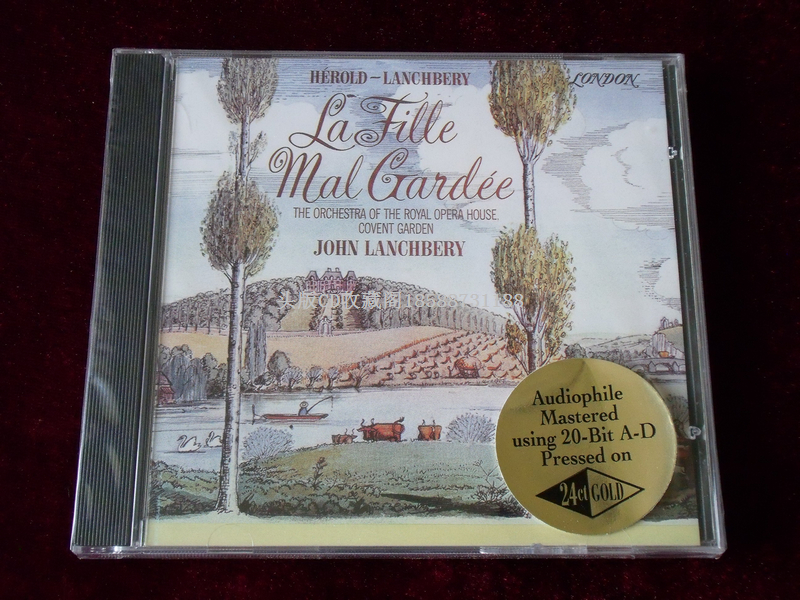 HÉROLD~LANCHBERY
LONDON
La Fille
Mal Gardée
THE ORCHESTRA OF THE ROYAL OPERA HOUSE,
COVENT GARDEN
JOHN LANCHBERY
Audiophile
Mastered
using 20-Bit A-D
Pressed on
24ct GOLD